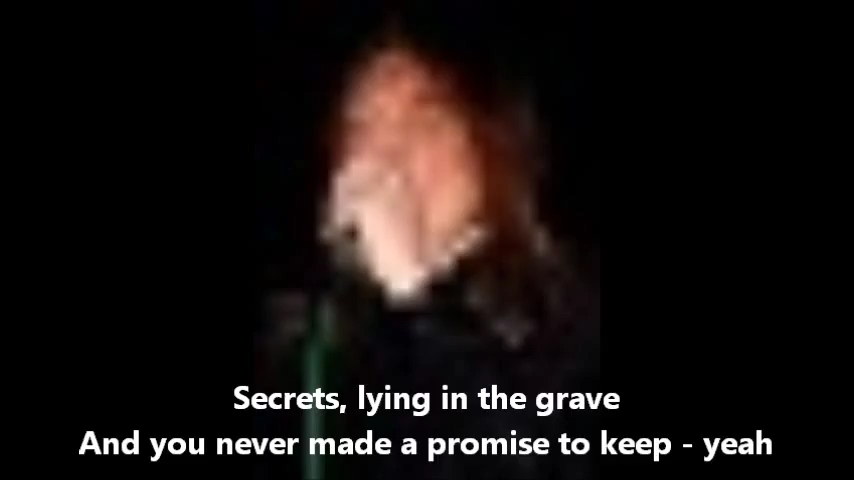 Secrets, lying in the grave
And you never made a promise to keep - yeah